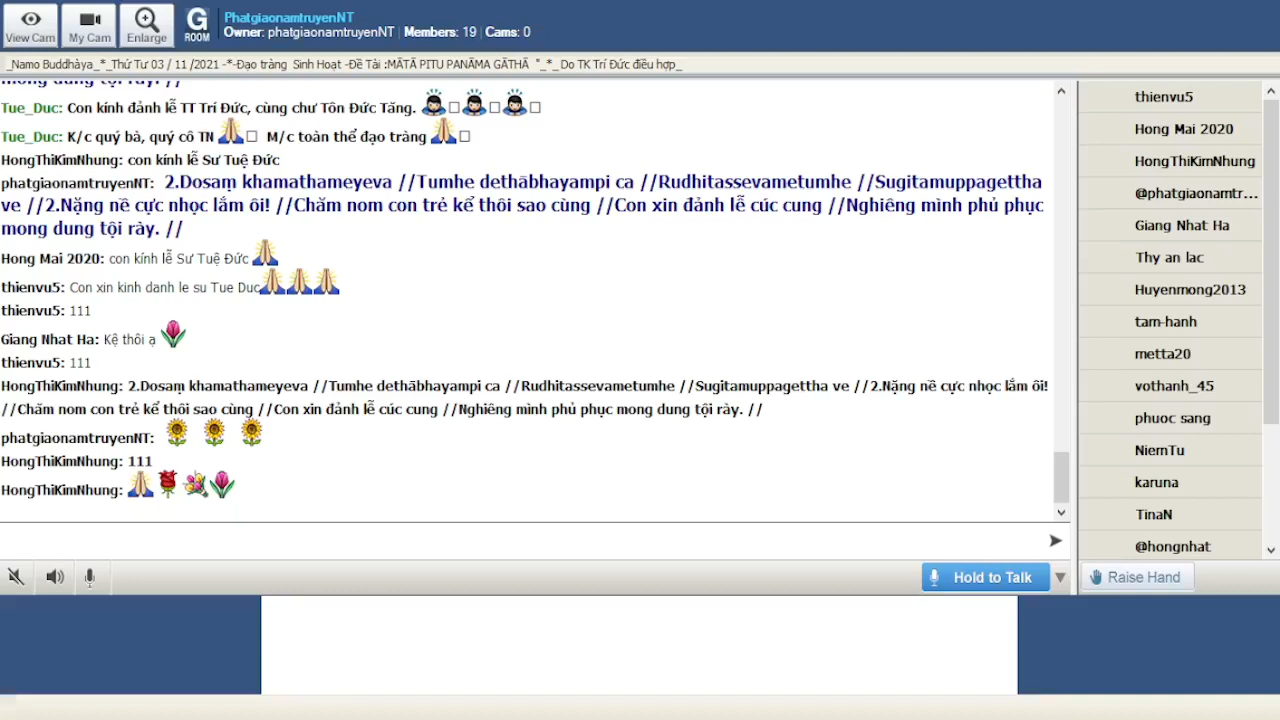 View Cam
My Cam
Enlarge
G
ROOM
PhatgiaonamtruyenNT
Owner: phatgiaonamtruyenNT | Members: 19 | Cams: 0
_Namo Buddhàya_*_Thứ Tư 03 / 11 /2021 -*-Đạo tràng Sinh Hoạt -Đề Tài :MĀTĀ PITU PANĀMA GĀTHĀ "_*_ Do TK Trí Đức điều hợp_
mong dung tội rày. //
Tue_Duc: Con kính đảnh lễ TT Trí Đức, cùng chư Tôn Đức Tăng.
Tue_Duc: K/c quý bà, quý cô TN M/c toàn thể đạo tràng
HongThiKimNhung: con kính lễ Sư Tuệ Đức
phatgiaonamtruyenNT: 2.Dosaṃ khamathameyeva //Tumhe dethābhayampi ca //Rudhitassevametumhe //Sugitamuppagettha
ve //2.Nặng nề cực nhọc lắm ôi! //Chăm nom con trẻ kể thôi sao cùng //Con xin đảnh lễ cúc cung //Nghiêng mình phủ phục
mong dung tội rày. //
Hong Mai 2020: con kính lễ Sư Tuệ Đức
thienvu5: Con xin kinh danh le su Tue Duc
thienvu5: 111
Giang Nhat Ha: Kệ thôi ạ
thienvu5: 111
HongThiKimNhung: 2.Dosaṃ khamathameyeva //Tumhe dethābhayampi ca //Rudhitassevametumhe //Sugitamuppagettha ve //2.Nặng nề cực nhọc lắm ôi!
//Chăm nom con trẻ kể thôi sao cùng //Con xin đảnh lễ cúc cung //Nghiêng mình phủ phục mong dung tội rày. //
phatgiaonamtruyenNT:
HongThiKimNhung: 111
HongThiKimNhung:
thienvu5
Hong Mai 2020
HongThiKimNhung
@phatgiaonamtr...
Giang Nhat Ha
Thy an lac
Huyenmong2013
tam-hanh
metta20
vothanh_45
phuoc sang
NiemTu
karuna
TinaN
@hongnhat
Hold to Talk
Raise Hand